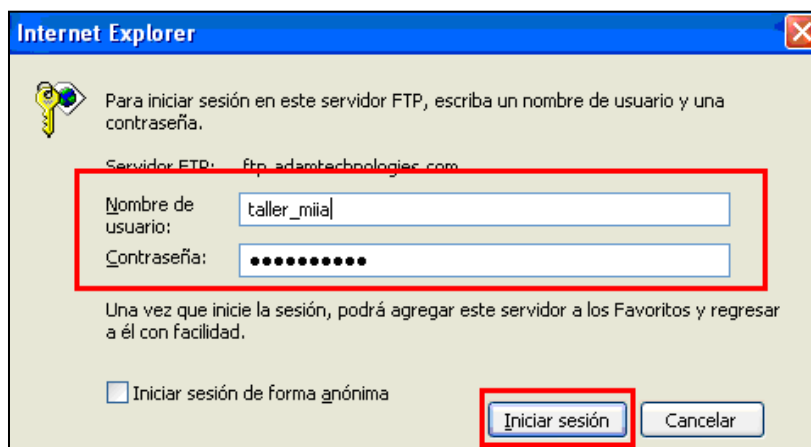 Internet Explorer
Para iniciar sesión en este servidor FTP, escriba un nombre de usuario y una
contraseña.
Servidor FTP: ftp.adamtechnologies.com
Nombre de
usuario:
taller_miia
Contraseña: ●●●●●●●●●●
Una vez que inicie la sesión, podrá agregar este servidor a los Favoritos y regresar
a él con facilidad.
Iniciar sesión de forma anónima
Iniciar sesión Cancelar